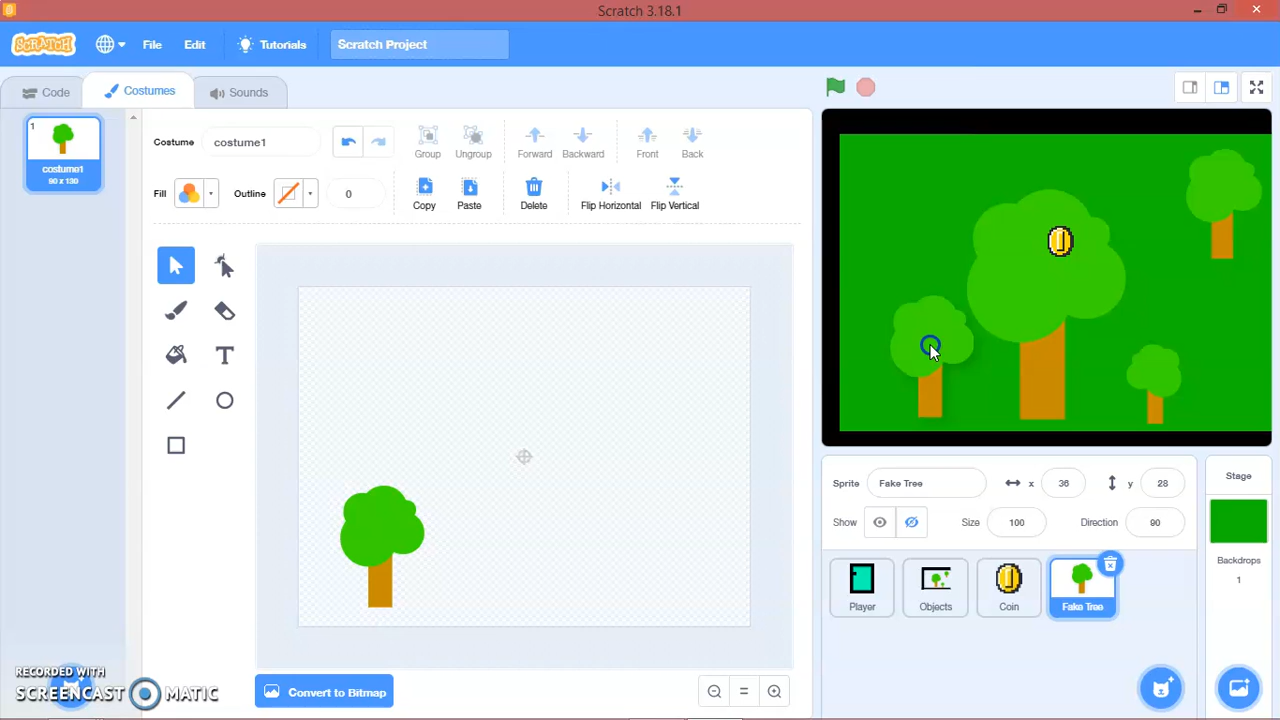 Scratch 3.18.1
SCRATCH
File
Edit
Tutorials
Scratch Project
Code
Costumes
Sounds
1
costume1
90 x 130
Costume
costume1
Group
Ungroup
Forward
Backward
Front
Back
Fill
Outline
0
Copy
Paste
Delete
Flip Horizontal
Flip Vertical
T
Convert to Bitmap
Sprite
Fake Tree
x
36
y
28
Show
Size
100
Direction
90
Player
Objects
Coin
Fake Tree
Stage
Backdrops
1
RECORDED WITH
SCREENCAST MATIC